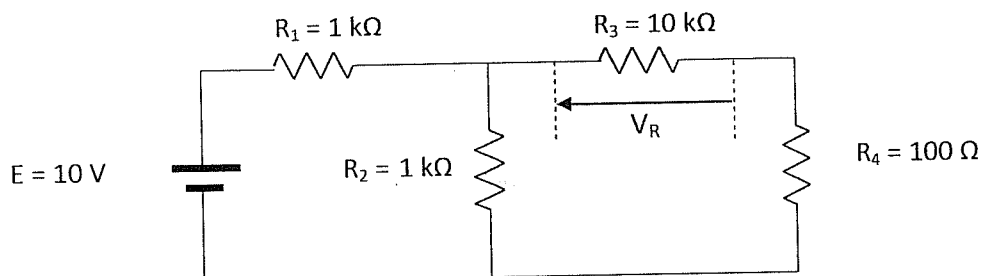 R₁ = 1 kΩ
R₃ = 10 kΩ
V_R
E = 10 V
R₂ = 1 kΩ
R₄ = 100 Ω